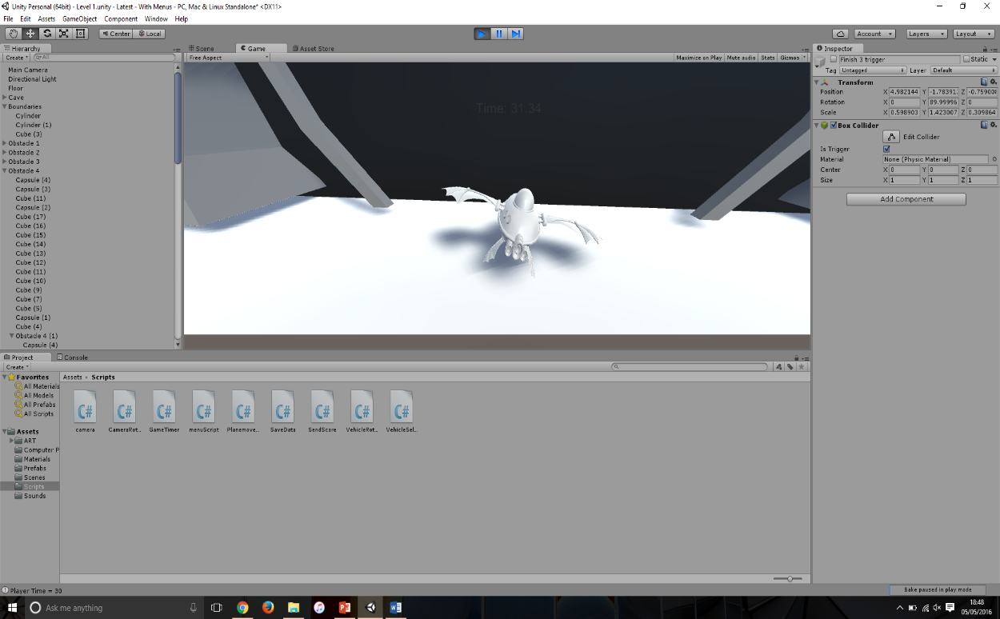 Unity Personal (64bit) - Level 1.unity - Latest - With Menus - PC, Mac & Linux Standalone* <DX11>
File Edit Assets GameObject Component Window Help
Center Local Account Layers Layout
Hierarchy
Create All
Main Camera
Directional Light
Floor
Cave
Boundaries
Cylinder
Cylinder (1)
Cube (3)
Obstacle 1
Obstacle 2
Obstacle 3
Obstacle 4
Capsule (4)
Capsule (3)
Cube (11)
Capsule (2)
Cube (17)
Cube (16)
Cube (15)
Cube (14)
Cube (13)
Cube (12)
Cube (11)
Cube (10)
Cube (9)
Cube (7)
Cube (5)
Capsule (1)
Cube (4)
Obstacle 4 (1)
Capsule (4)
Scene Game Asset Store
Free Aspect Maximize on Play Mute audio Stats Gizmos
Time: 31.34
Inspector
Finish 3 trigger Static
Tag Untagged Layer Default
Transform
Position X 4.982144 Y -1.783913 Z -0.759008
Rotation X 0 Y 89.99996 Z 0
Scale X 0.598903 Y 1.423007 Z 0.309864
Box Collider
Edit Collider
Is Trigger
Material None (Physic Material)
Center X 0 Y 0 Z 0
Size X 1 Y 1 Z 1
Add Component
Project Console
Create
Favorites
All Materials
All Models
All Prefabs
All Scripts
Assets
ART
Computer P
Materials
Prefabs
Scenes
Scripts
Sounds
Assets Scripts
C# C# C# C# C# C# C# C# C#
camera CameraRot... GameTimer menuScript Planemove... SaveData SendScore VehicleRot... VehicleSel...
Player Time = 30
Bake paused in play mode
Ask me anything
18:48
05/05/2016